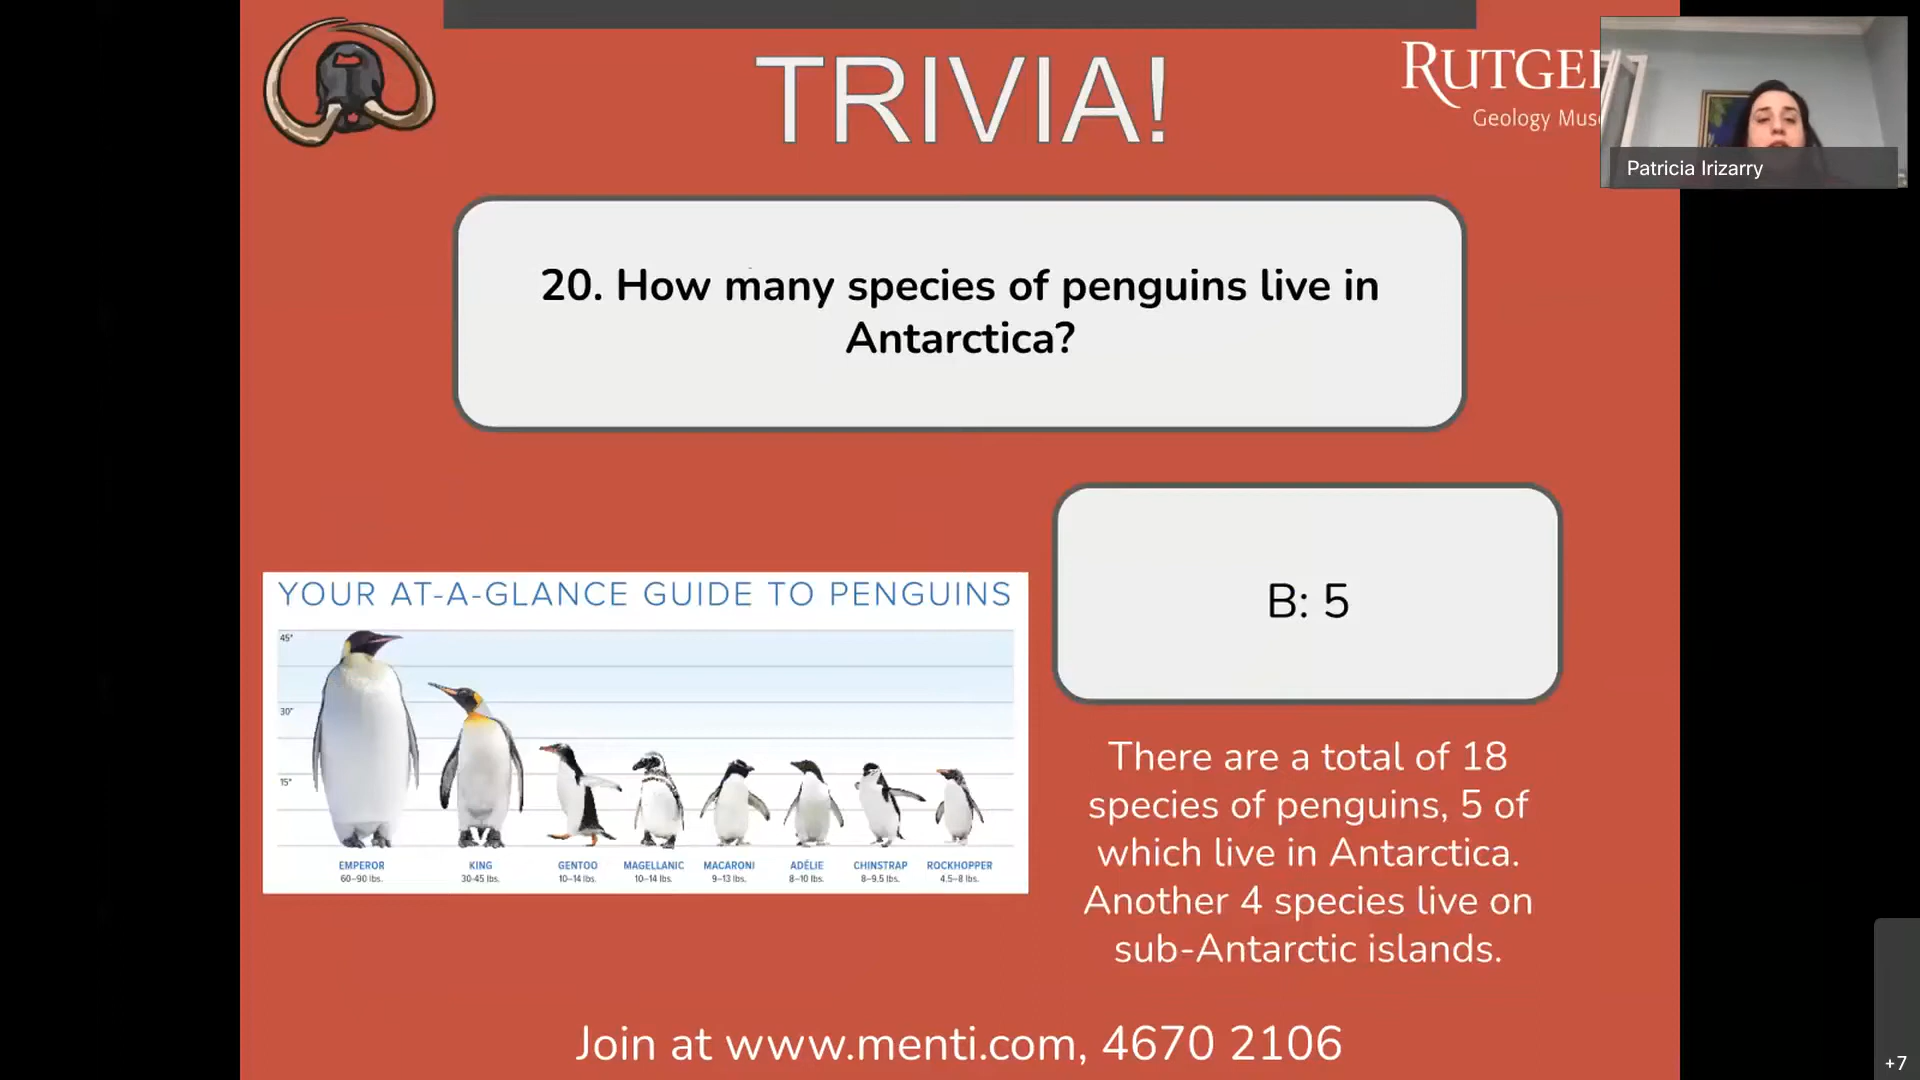 TRIVIA!
RUTGE
Geology Mus
Patricia Irizarry
20. How many species of penguins live in
Antarctica?
YOUR AT-A-GLANCE GUIDE TO PENGUINS
45"
30"
15"
EMPEROR
60–90 lbs.
KING
30-45 lbs.
GENTOO
10–14 lbs.
MAGELLANIC
10–14 lbs.
MACARONI
9–13 lbs.
ADÉLIE
8–10 lbs.
CHINSTRAP
8–9.5 lbs.
ROCKHOPPER
4.5–8 lbs.
B: 5
There are a total of 18
species of penguins, 5 of
which live in Antarctica.
Another 4 species live on
sub-Antarctic islands.
Join at www.menti.com, 4670 2106
+7